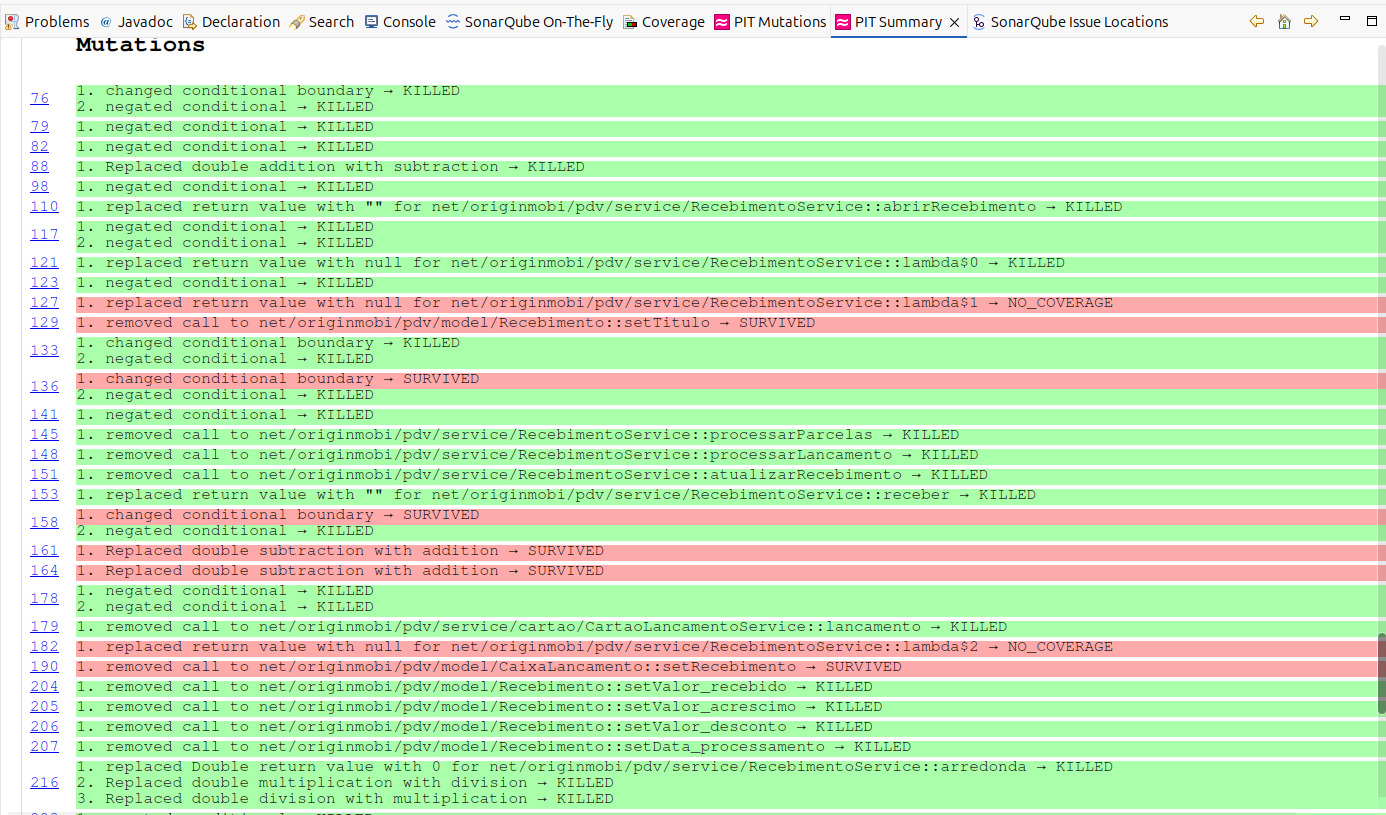 Problems Javadoc Declaration Search Console SonarQube On-The-Fly Coverage PIT Mutations PIT Summary SonarQube Issue Locations
Mutations
76 1. changed conditional boundary → KILLED
2. negated conditional → KILLED
79 1. negated conditional → KILLED
82 1. negated conditional → KILLED
88 1. Replaced double addition with subtraction → KILLED
98 1. negated conditional → KILLED
110 1. replaced return value with "" for net/originmobi/pdv/service/RecebimentoService::abrirRecebimento → KILLED
117 1. negated conditional → KILLED
2. negated conditional → KILLED
121 1. replaced return value with null for net/originmobi/pdv/service/RecebimentoService::lambda$0 → KILLED
123 1. negated conditional → KILLED
127 1. replaced return value with null for net/originmobi/pdv/service/RecebimentoService::lambda$1 → NO_COVERAGE
129 1. removed call to net/originmobi/pdv/model/Recebimento::setTitulo → SURVIVED
133 1. changed conditional boundary → KILLED
2. negated conditional → KILLED
136 1. changed conditional boundary → SURVIVED
2. negated conditional → KILLED
141 1. negated conditional → KILLED
145 1. removed call to net/originmobi/pdv/service/RecebimentoService::processarParcelas → KILLED
148 1. removed call to net/originmobi/pdv/service/RecebimentoService::processarLancamento → KILLED
151 1. removed call to net/originmobi/pdv/service/RecebimentoService::atualizarRecebimento → KILLED
153 1. replaced return value with "" for net/originmobi/pdv/service/RecebimentoService::receber → KILLED
158 1. changed conditional boundary → SURVIVED
2. negated conditional → KILLED
161 1. Replaced double subtraction with addition → SURVIVED
164 1. Replaced double subtraction with addition → SURVIVED
178 1. negated conditional → KILLED
2. negated conditional → KILLED
179 1. removed call to net/originmobi/pdv/service/cartao/CartaoLancamentoService::lancamento → KILLED
182 1. replaced return value with null for net/originmobi/pdv/service/RecebimentoService::lambda$2 → NO_COVERAGE
190 1. removed call to net/originmobi/pdv/model/CaixaLancamento::setRecebimento → SURVIVED
204 1. removed call to net/originmobi/pdv/model/Recebimento::setValor_recebido → KILLED
205 1. removed call to net/originmobi/pdv/model/Recebimento::setValor_acrescimo → KILLED
206 1. removed call to net/originmobi/pdv/model/Recebimento::setValor_desconto → KILLED
207 1. removed call to net/originmobi/pdv/model/Recebimento::setData_processamento → KILLED
216 1. replaced Double return value with 0 for net/originmobi/pdv/service/RecebimentoService::arredonda → KILLED
2. Replaced double multiplication with division → KILLED
3. Replaced double division with multiplication → KILLED